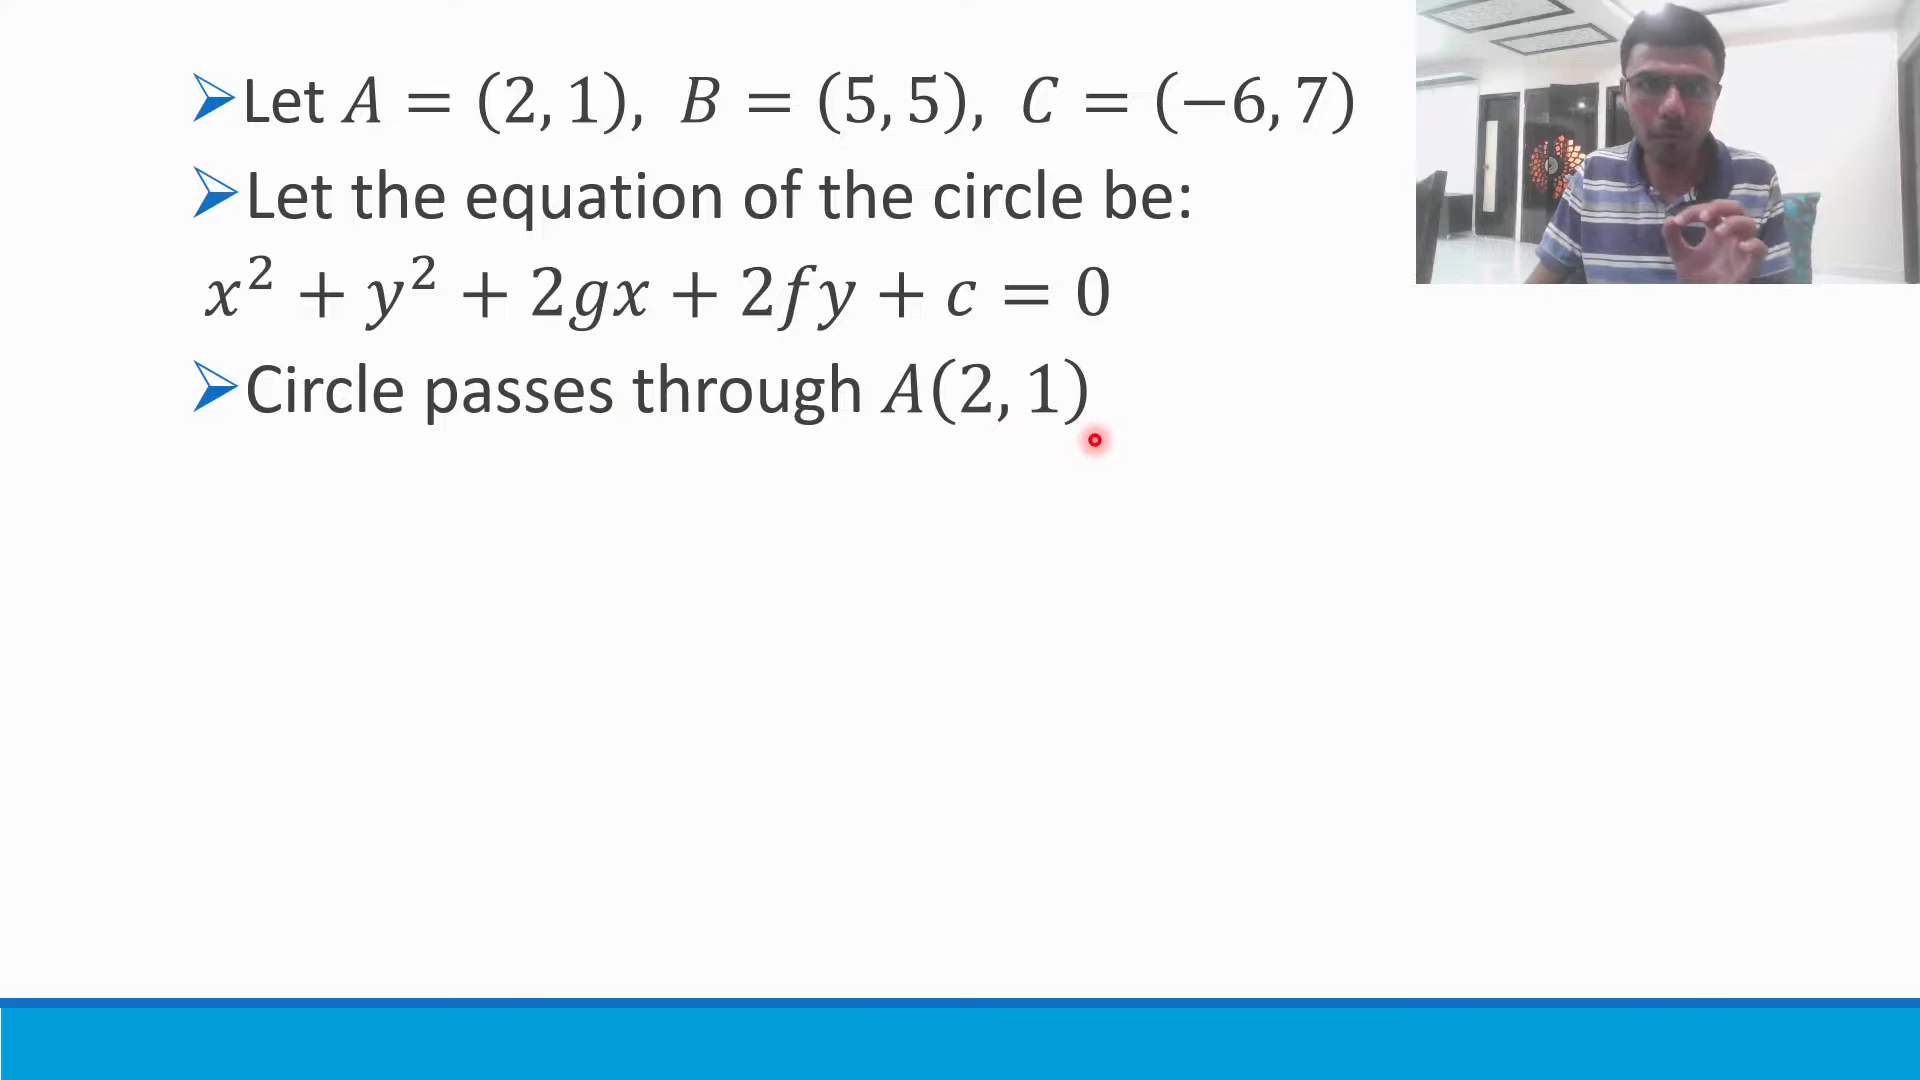 ➢Let A = (2, 1), B = (5, 5), C = (−6, 7)
➢Let the equation of the circle be:
x² + y² + 2gx + 2fy + c = 0
➢Circle passes through A(2, 1)